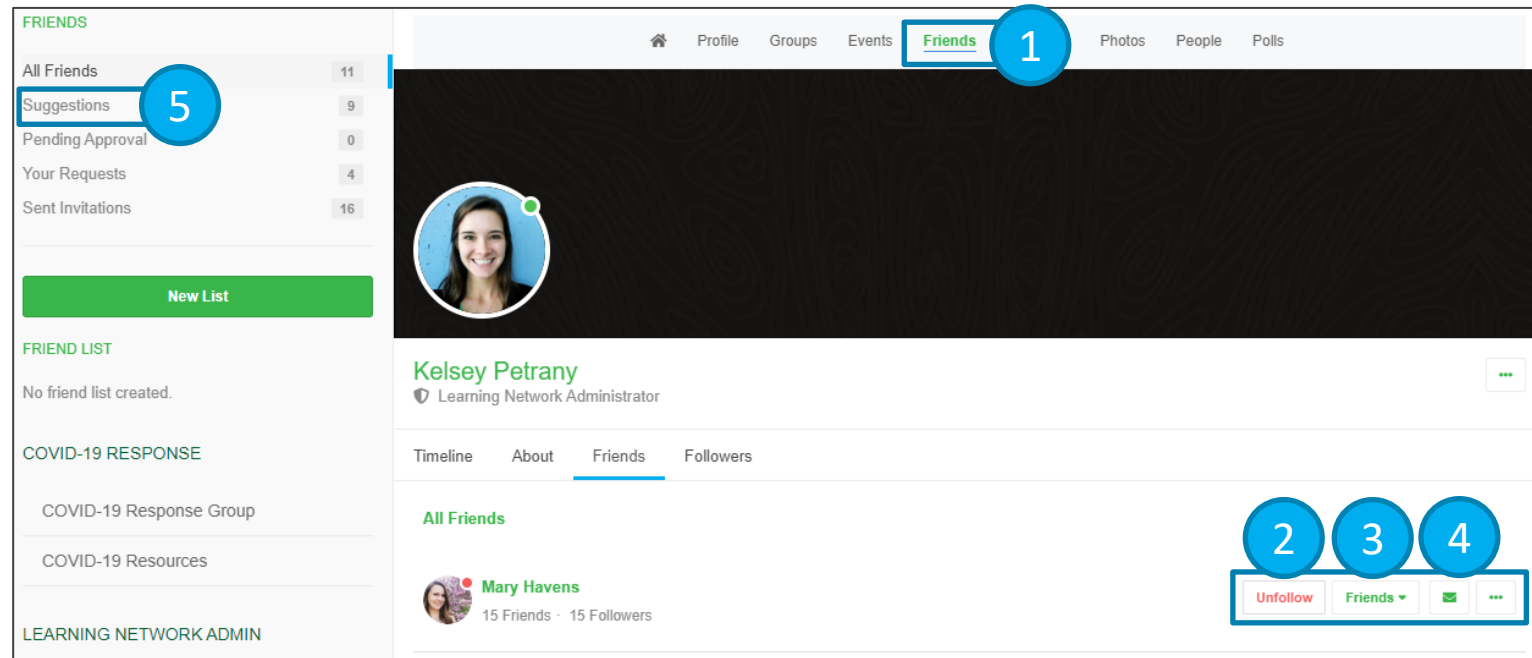 FRIENDS
All Friends 11
Suggestions 9
Pending Approval 0
Your Requests 4
Sent Invitations 16
New List
FRIEND LIST
No friend list created.
COVID-19 RESPONSE
COVID-19 Response Group
COVID-19 Resources
LEARNING NETWORK ADMIN
5
Profile Groups Events Friends Photos People Polls
1
Kelsey Petrany
Learning Network Administrator
Timeline About Friends Followers
All Friends
2 3 4
Mary Havens
15 Friends · 15 Followers
Unfollow Friends